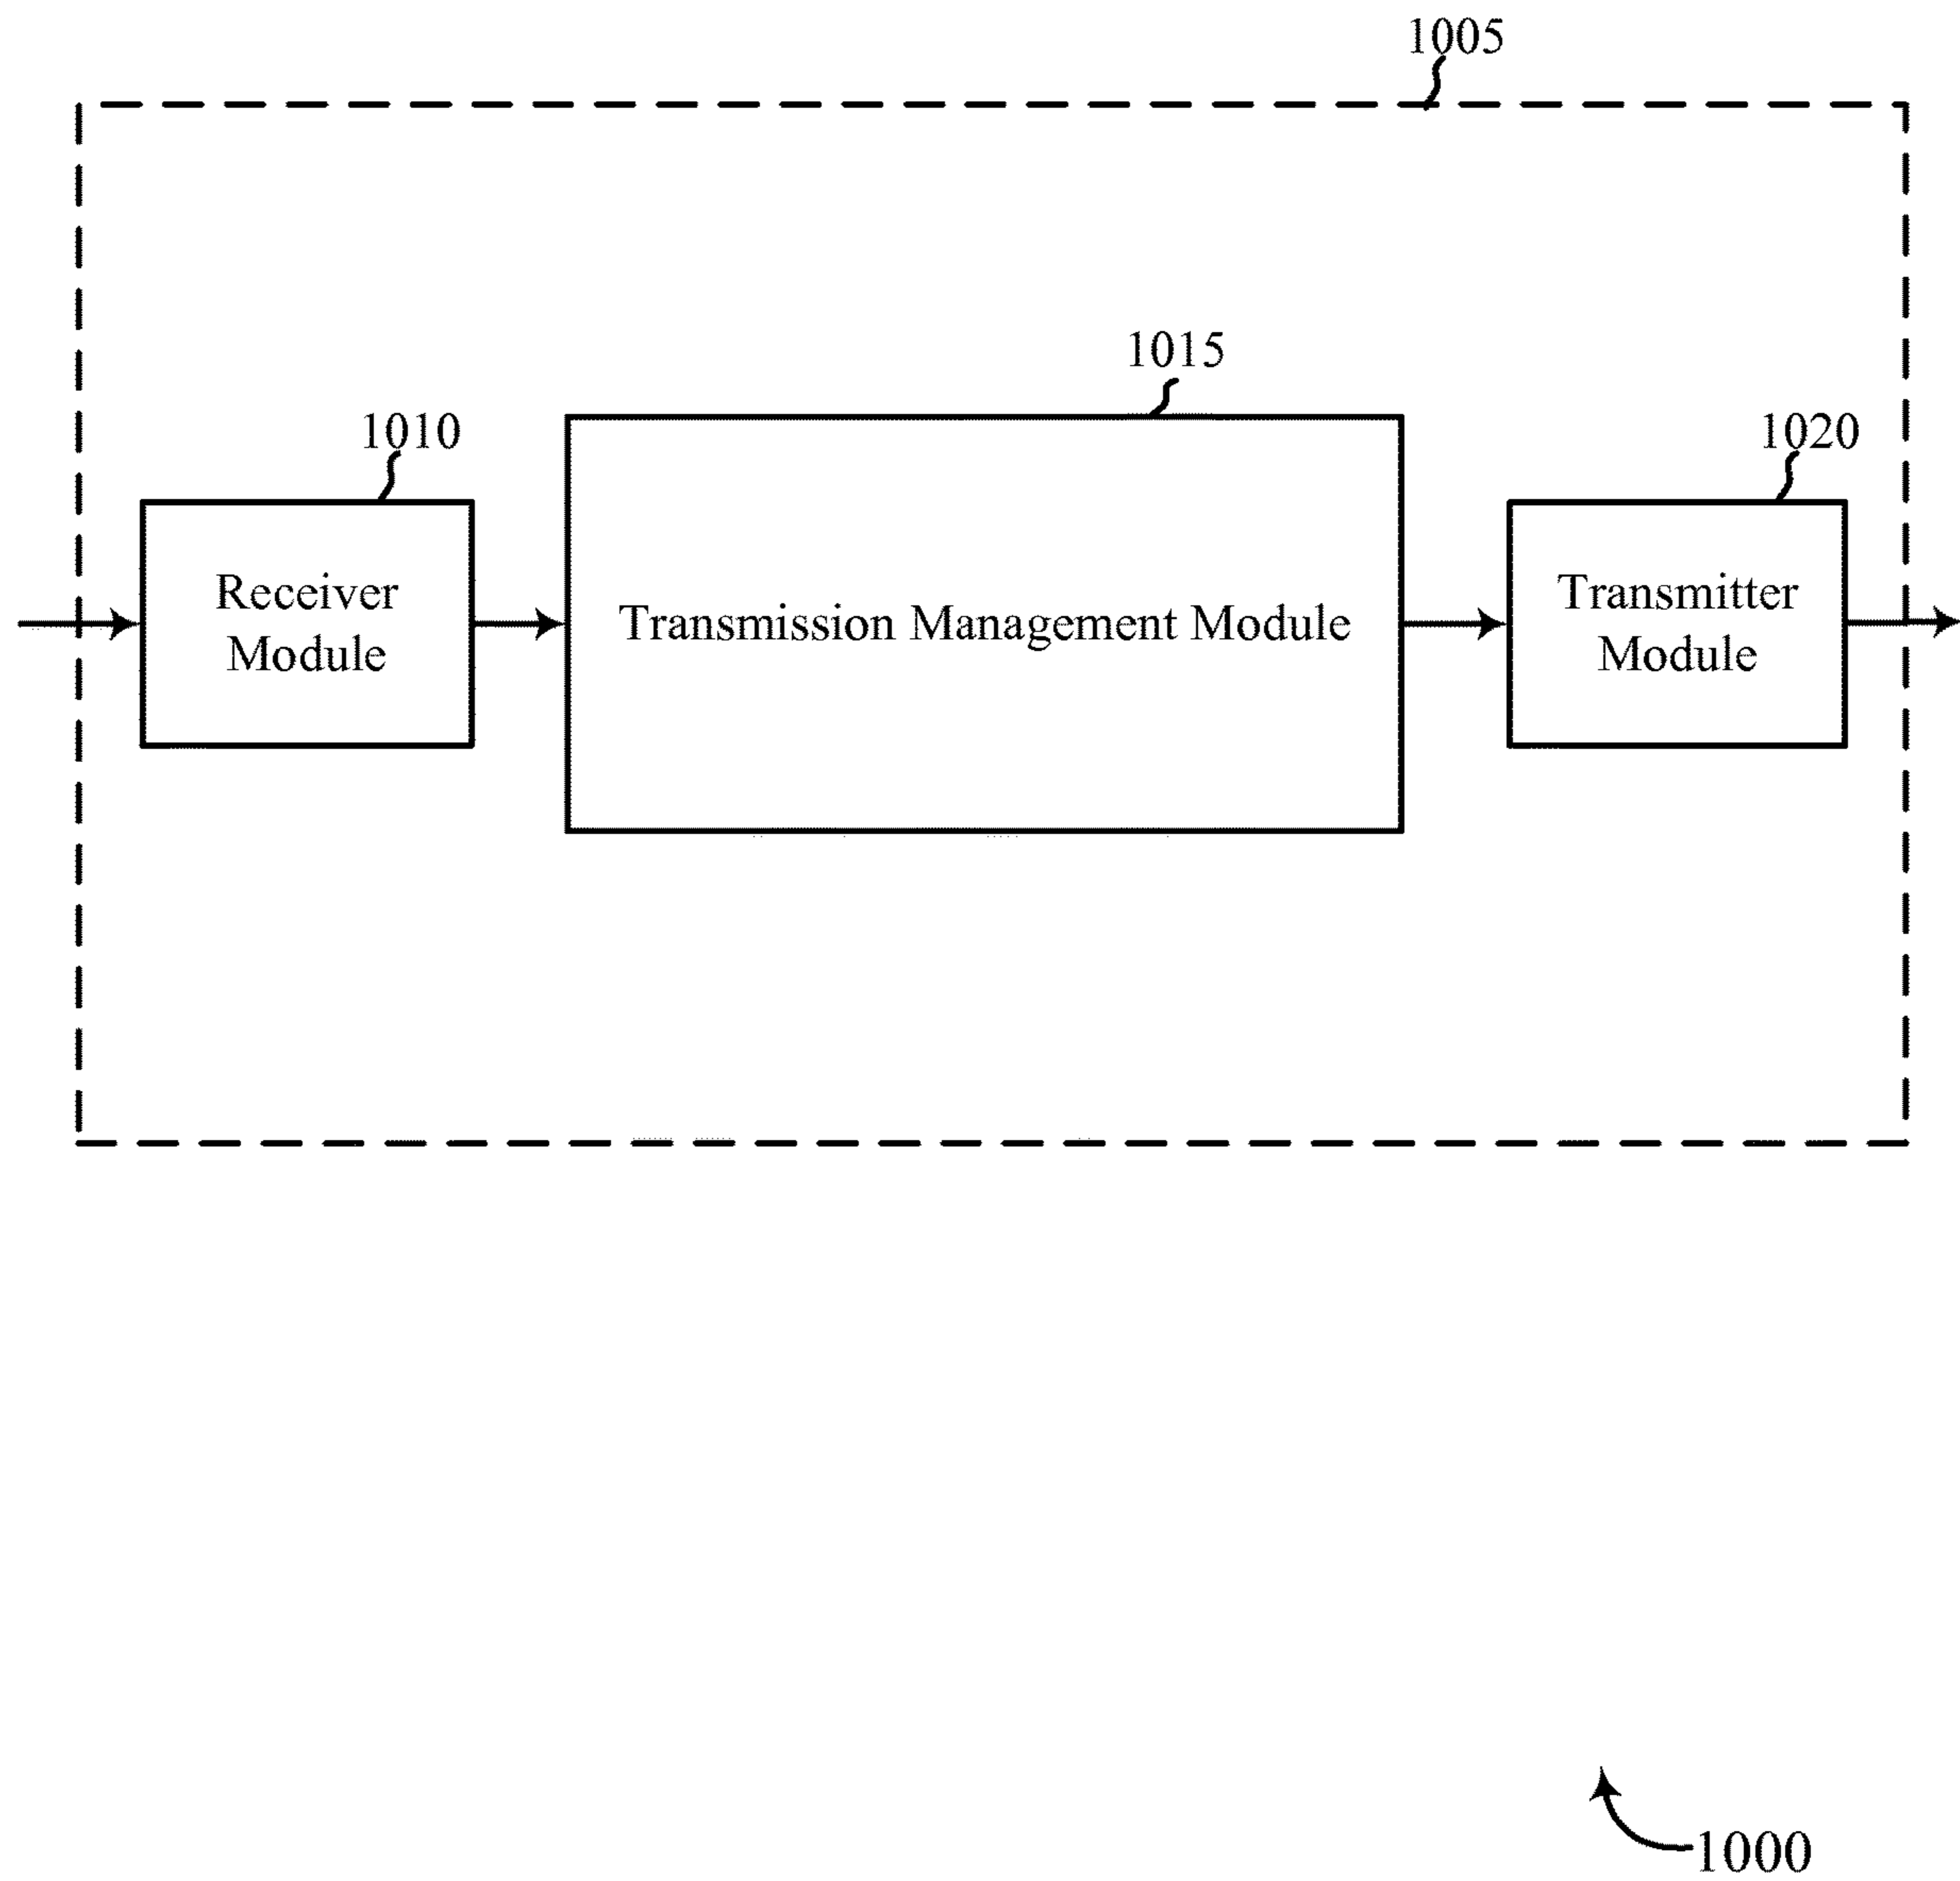 1005
1015
1010
1020
Receiver
Module
Transmission Management Module
Transmitter
Module
1000